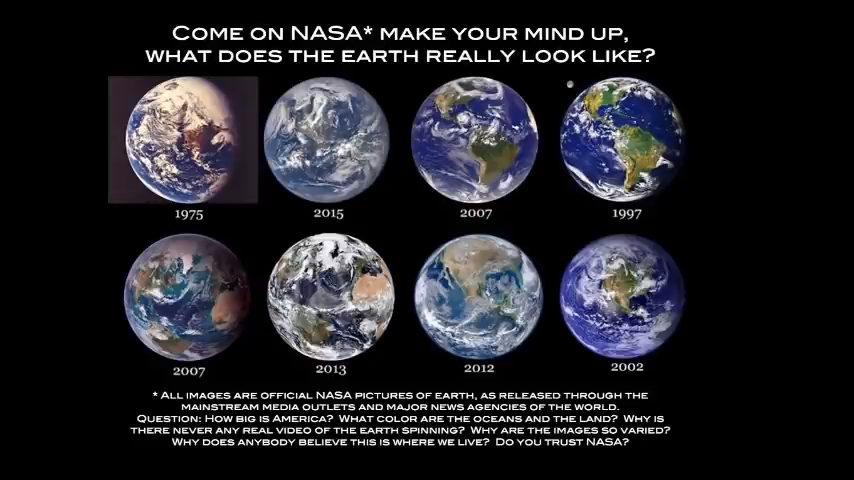 COME ON NASA* MAKE YOUR MIND UP,
WHAT DOES THE EARTH REALLY LOOK LIKE?
1975
2015
2007
1997
2007
2013
2012
2002
* ALL IMAGES ARE OFFICIAL NASA PICTURES OF EARTH, AS RELEASED THROUGH THE
MAINSTREAM MEDIA OUTLETS AND MAJOR NEWS AGENCIES OF THE WORLD.
QUESTION: HOW BIG IS AMERICA? WHAT COLOR ARE THE OCEANS AND THE LAND? WHY IS
THERE NEVER ANY REAL VIDEO OF THE EARTH SPINNING? WHY ARE THE IMAGES SO VARIED?
WHY DOES ANYBODY BELIEVE THIS IS WHERE WE LIVE? DO YOU TRUST NASA?